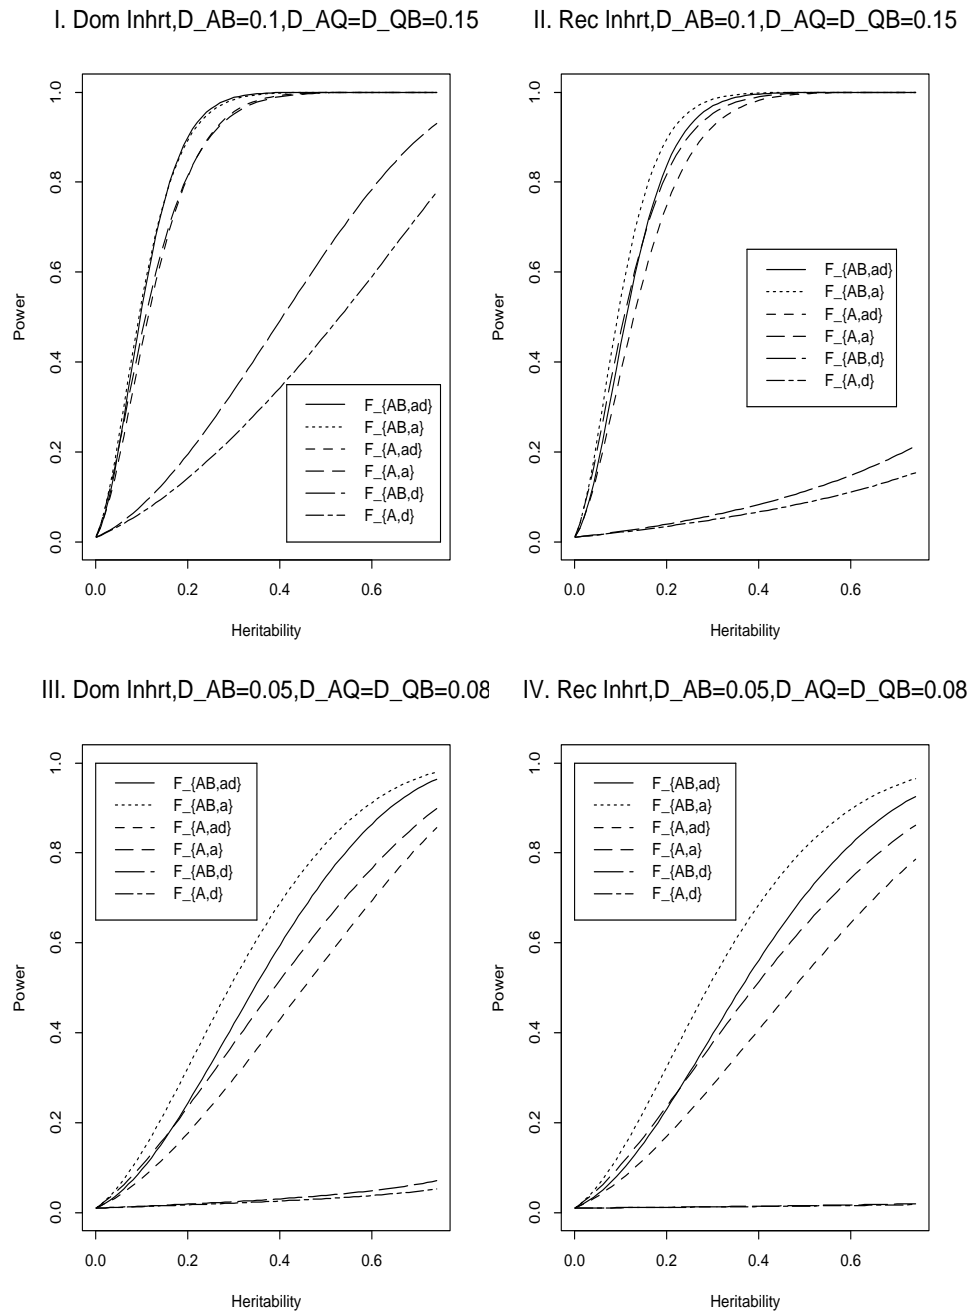 I. Dom Inhrt,D_AB=0.1,D_AQ=D_QB=0.15
1.0
0.8
0.6
0.4
0.2
0.0
Power
F_{AB,ad}
F_{AB,a}
F_{A,ad}
F_{A,a}
F_{AB,d}
F_{A,d}
0.0 0.2 0.4 0.6
Heritability
II. Rec Inhrt,D_AB=0.1,D_AQ=D_QB=0.15
1.0
0.8
0.6
0.4
0.2
0.0
Power
F_{AB,ad}
F_{AB,a}
F_{A,ad}
F_{A,a}
F_{AB,d}
F_{A,d}
0.0 0.2 0.4 0.6
Heritability
III. Dom Inhrt,D_AB=0.05,D_AQ=D_QB=0.08
1.0
0.8
0.6
0.4
0.2
0.0
Power
F_{AB,ad}
F_{AB,a}
F_{A,ad}
F_{A,a}
F_{AB,d}
F_{A,d}
0.0 0.2 0.4 0.6
Heritability
IV. Rec Inhrt,D_AB=0.05,D_AQ=D_QB=0.08
1.0
0.8
0.6
0.4
0.2
0.0
Power
F_{AB,ad}
F_{AB,a}
F_{A,ad}
F_{A,a}
F_{AB,d}
F_{A,d}
0.0 0.2 0.4 0.6
Heritability